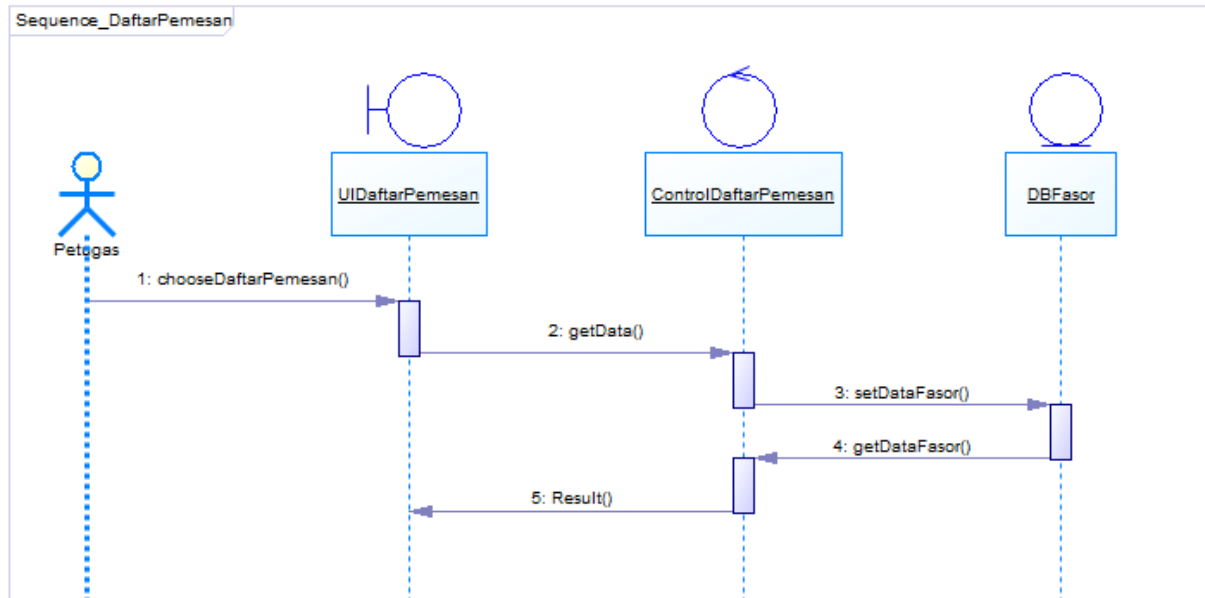 Sequence_DaftarPemesan
UIDaftarPemesan
ControlDaftarPemesan
DBFasor
Petugas
1: chooseDaftarPemesan()
2: getData()
3: setDataFasor()
4: getDataFasor()
5: Result()